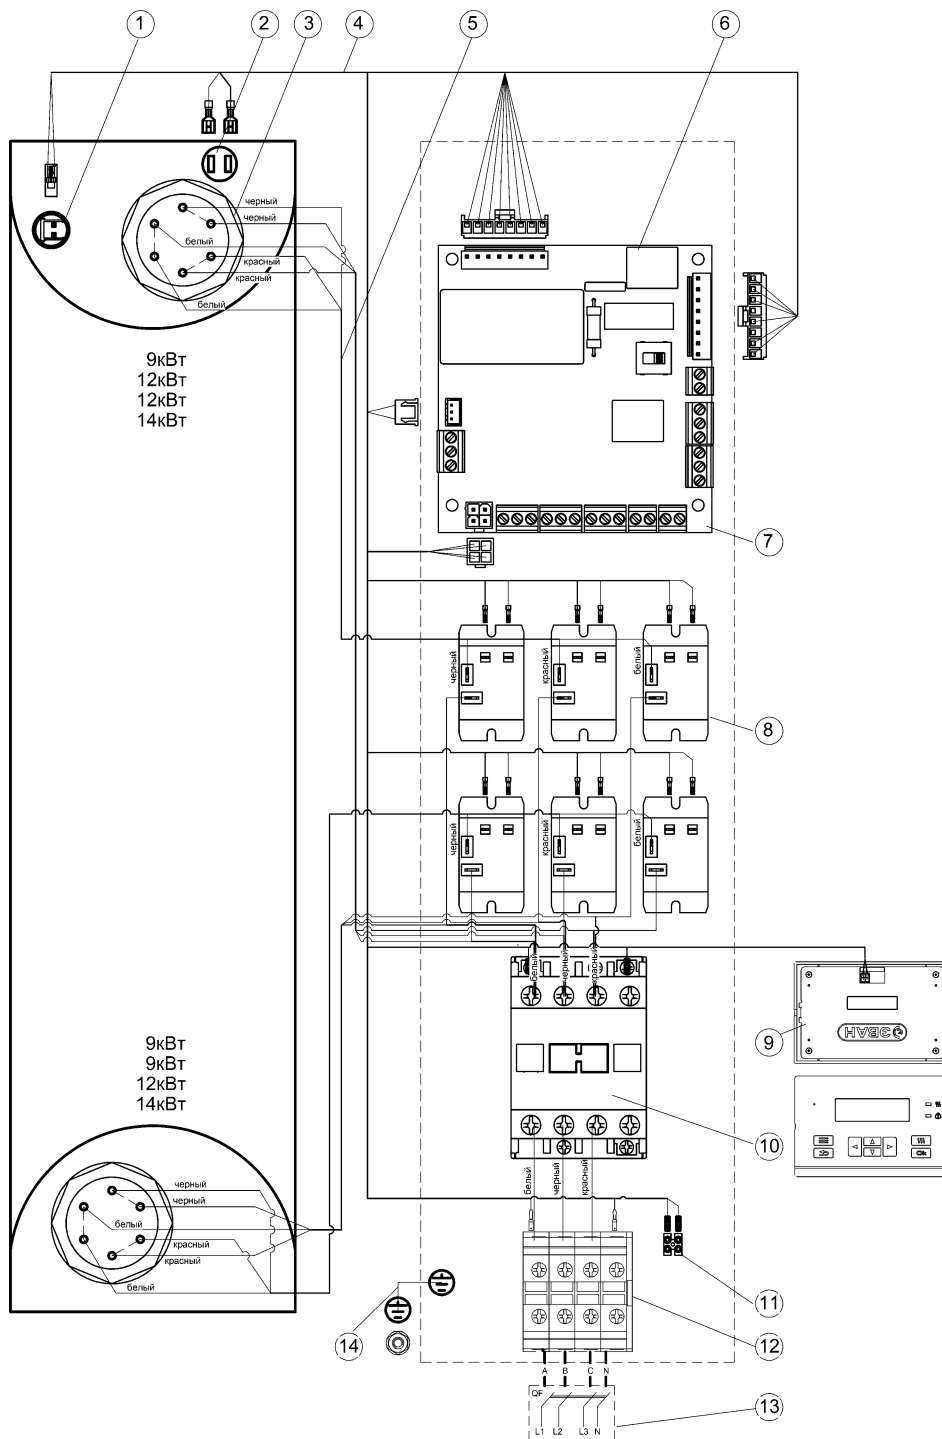 1
2
3
4
5
6
черный
черный
белый
красный
красный
белый
9кВт
12кВт
12кВт
14кВт
7
черный
красный
белый
8
черный
красный
белый
белый
черный
красный
ЭВАН
9
9кВт
9кВт
12кВт
14кВт
Ok
10
белый
черный
красный
черный
черный
белый
красный
красный
белый
11
12
14
A B C N
QF
13
L1 L2 L3 N